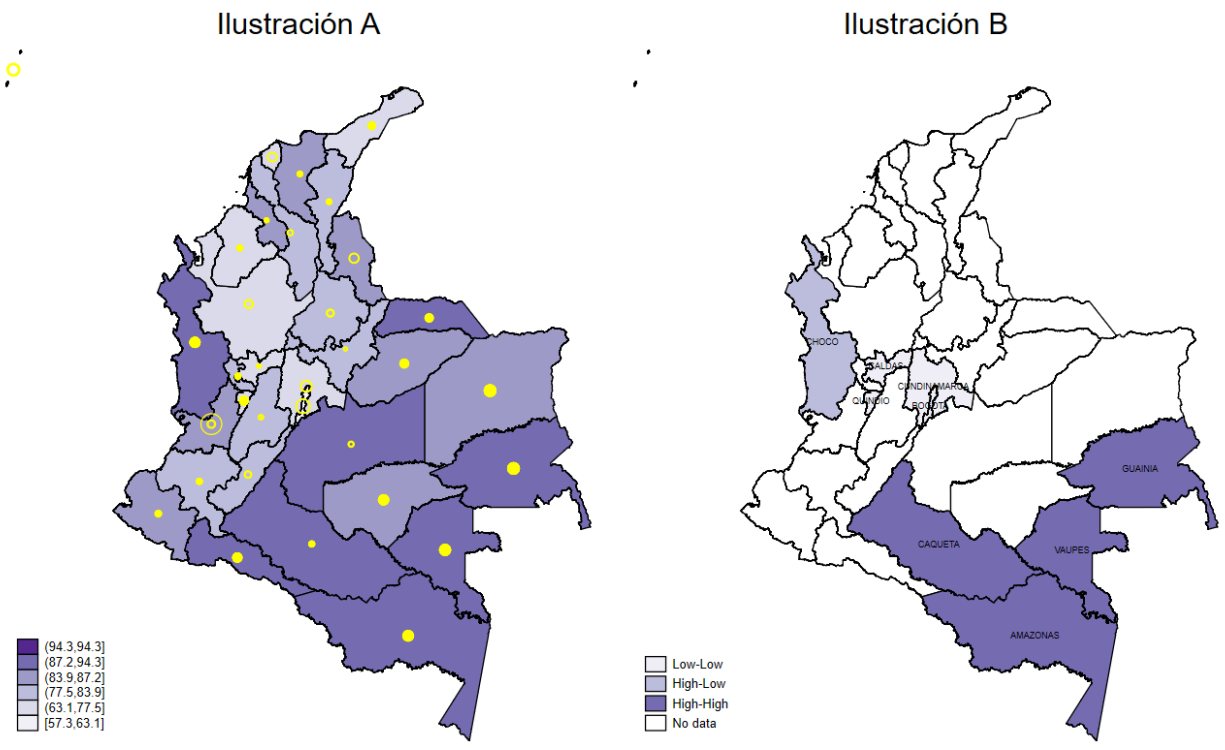 Ilustración A
(94.3,94.3]
(87.2,94.3]
(83.9,87.2]
(77.5,83.9]
(63.1,77.5]
[57.3,63.1]
Ilustración B
CHOCO
CALDAS
CUNDINAMARCA
QUINDIO
BOGOTA
GUAINIA
CAQUETA
VAUPES
AMAZONAS
Low-Low
High-Low
High-High
No data